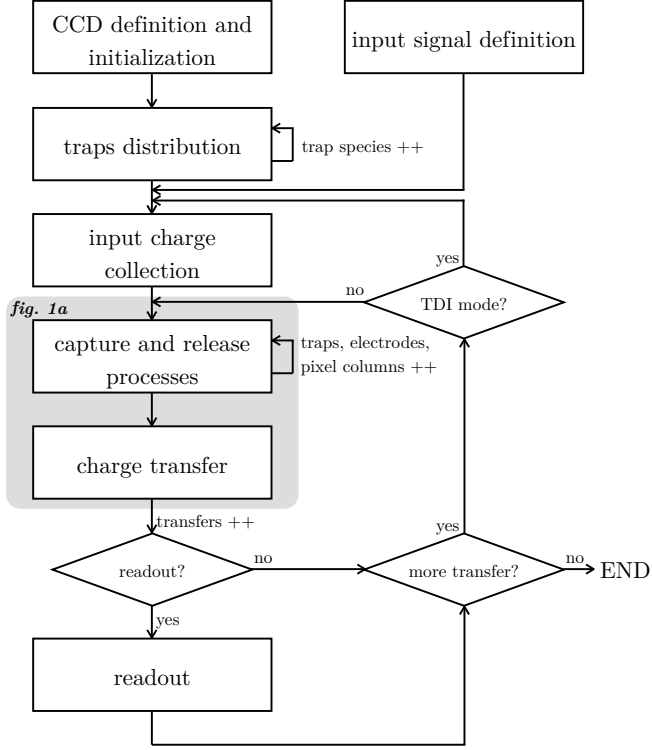 CCD definition and
initialization
input signal definition
traps distribution
trap species ++
input charge
collection
yes
no
TDI mode?
fig. 1a
capture and release
processes
traps, electrodes,
pixel columns ++
charge transfer
transfers ++
yes
readout?
no
more transfer?
no
END
yes
readout